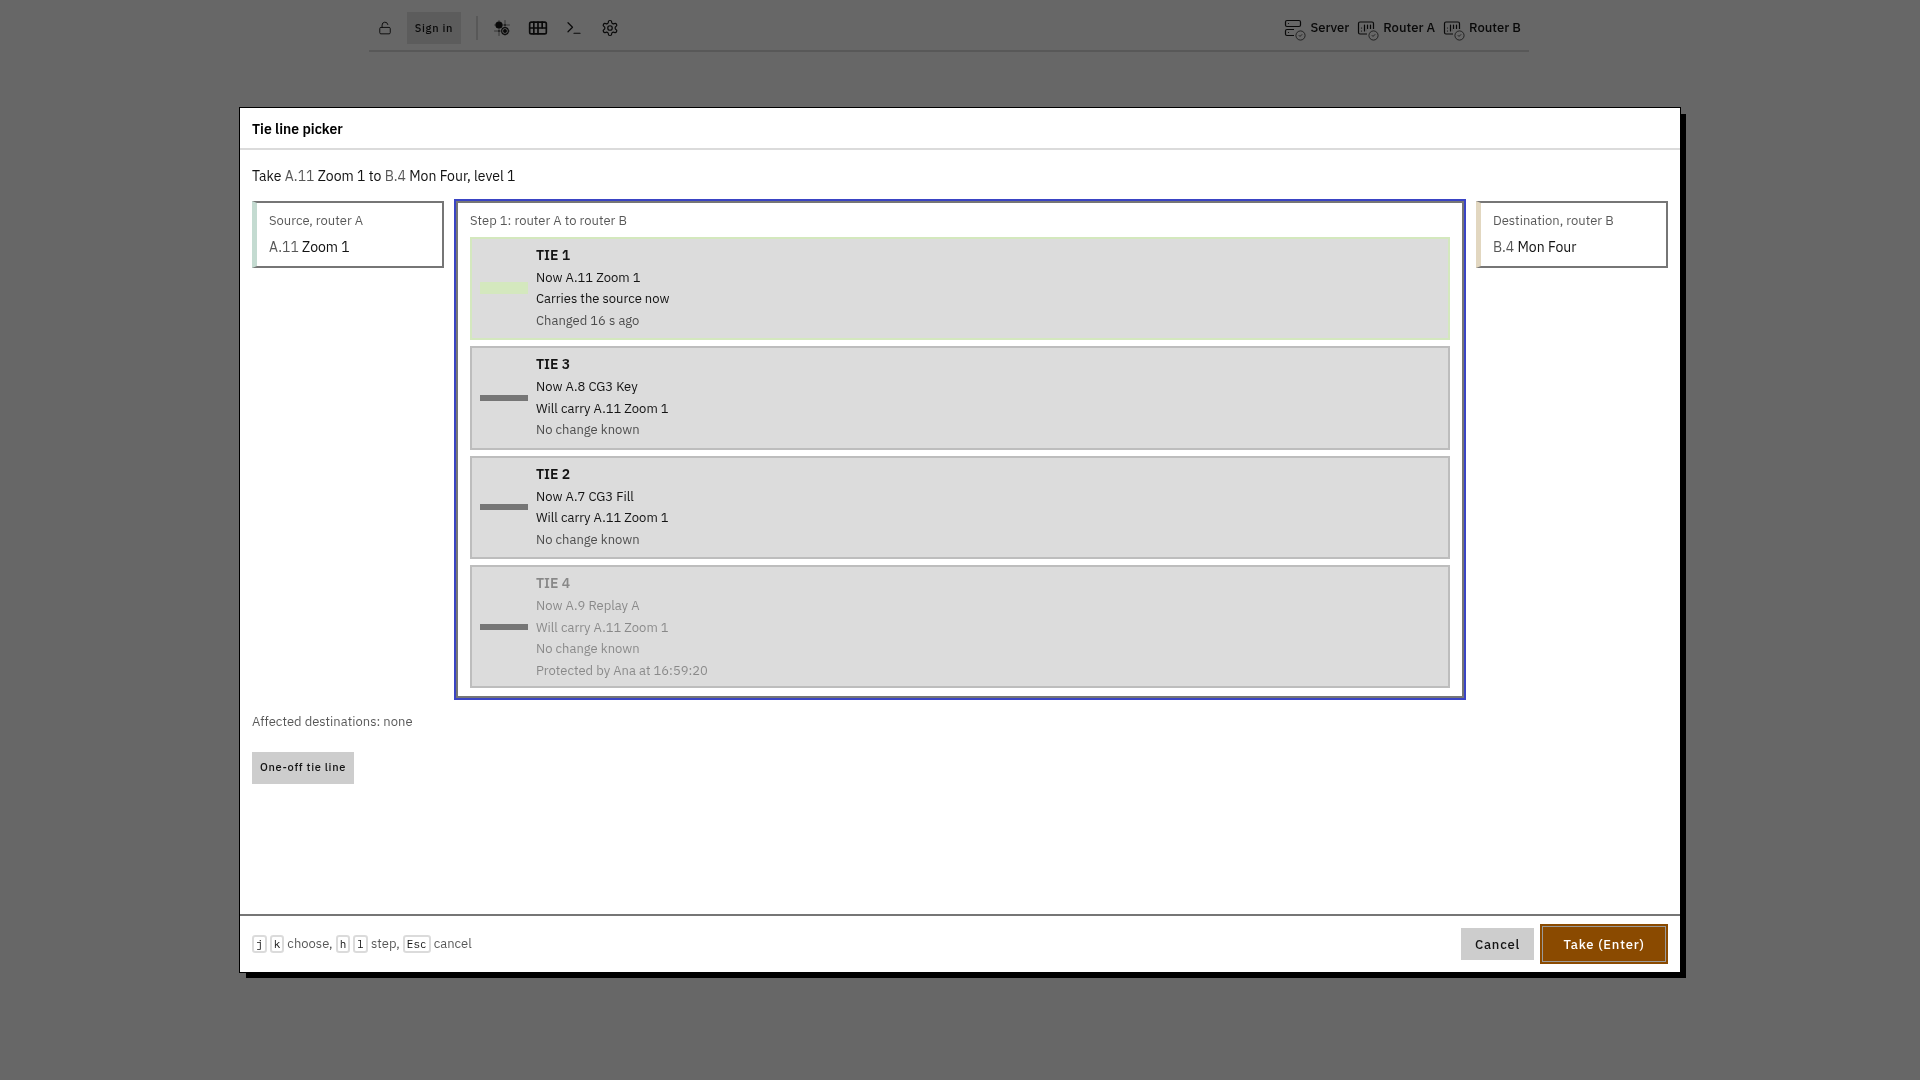 Sign in
Server
Router A
Router B
Tie line picker
Take A.11 Zoom 1 to B.4 Mon Four, level 1
Source, router A
A.11 Zoom 1
Step 1: router A to router B
TIE 1
Now A.11 Zoom 1
Carries the source now
Changed 16 s ago
TIE 3
Now A.8 CG3 Key
Will carry A.11 Zoom 1
No change known
TIE 2
Now A.7 CG3 Fill
Will carry A.11 Zoom 1
No change known
TIE 4
Now A.9 Replay A
Will carry A.11 Zoom 1
No change known
Protected by Ana at 16:59:20
Destination, router B
B.4 Mon Four
Affected destinations: none
One-off tie line
j k choose, h l step, Esc cancel
Cancel
Take (Enter)